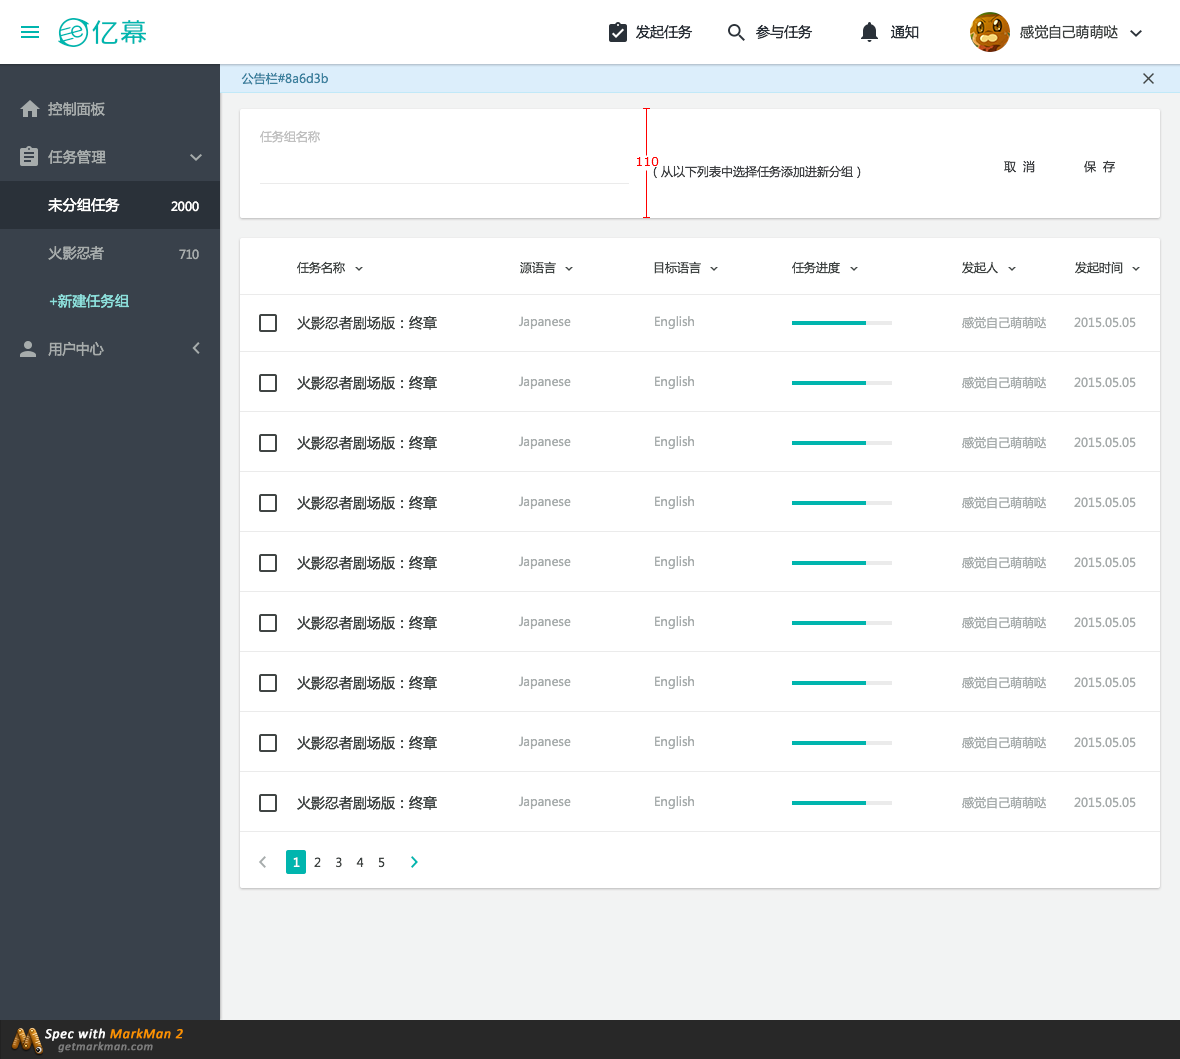 亿幕 发起任务 参与任务 通知 感觉自己萌萌哒
公告栏#8a6d3b
控制面板
任务管理
未分组任务 2000
火影忍者 710
+新建任务组
用户中心
任务组名称
110
( 从以下列表中选择任务添加进新分组 )
取 消 保 存
任务名称 源语言 目标语言 任务进度 发起人 发起时间
火影忍者剧场版：终章 Japanese English 感觉自己萌萌哒 2015.05.05
火影忍者剧场版：终章 Japanese English 感觉自己萌萌哒 2015.05.05
火影忍者剧场版：终章 Japanese English 感觉自己萌萌哒 2015.05.05
火影忍者剧场版：终章 Japanese English 感觉自己萌萌哒 2015.05.05
火影忍者剧场版：终章 Japanese English 感觉自己萌萌哒 2015.05.05
火影忍者剧场版：终章 Japanese English 感觉自己萌萌哒 2015.05.05
火影忍者剧场版：终章 Japanese English 感觉自己萌萌哒 2015.05.05
火影忍者剧场版：终章 Japanese English 感觉自己萌萌哒 2015.05.05
火影忍者剧场版：终章 Japanese English 感觉自己萌萌哒 2015.05.05
1 2 3 4 5
Spec with MarkMan 2
getmarkman.com